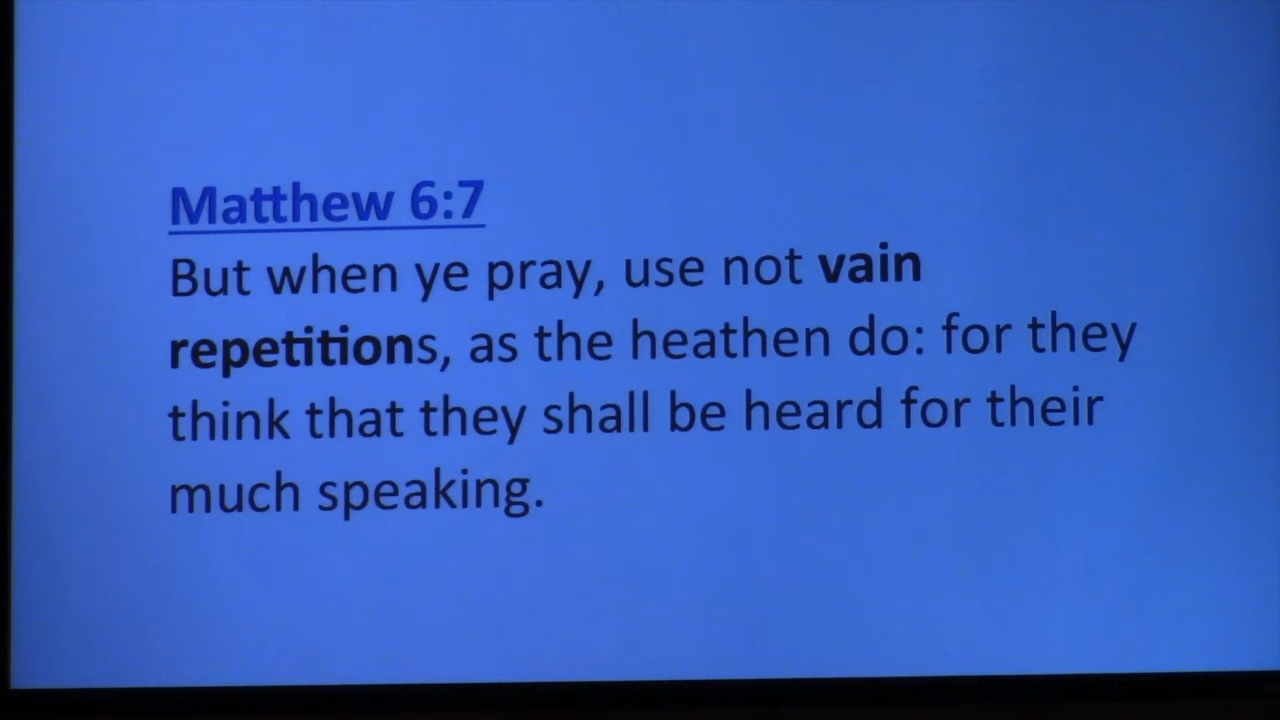 Matthew 6:7
But when ye pray, use not vain
repetitions, as the heathen do: for they
think that they shall be heard for their
much speaking.